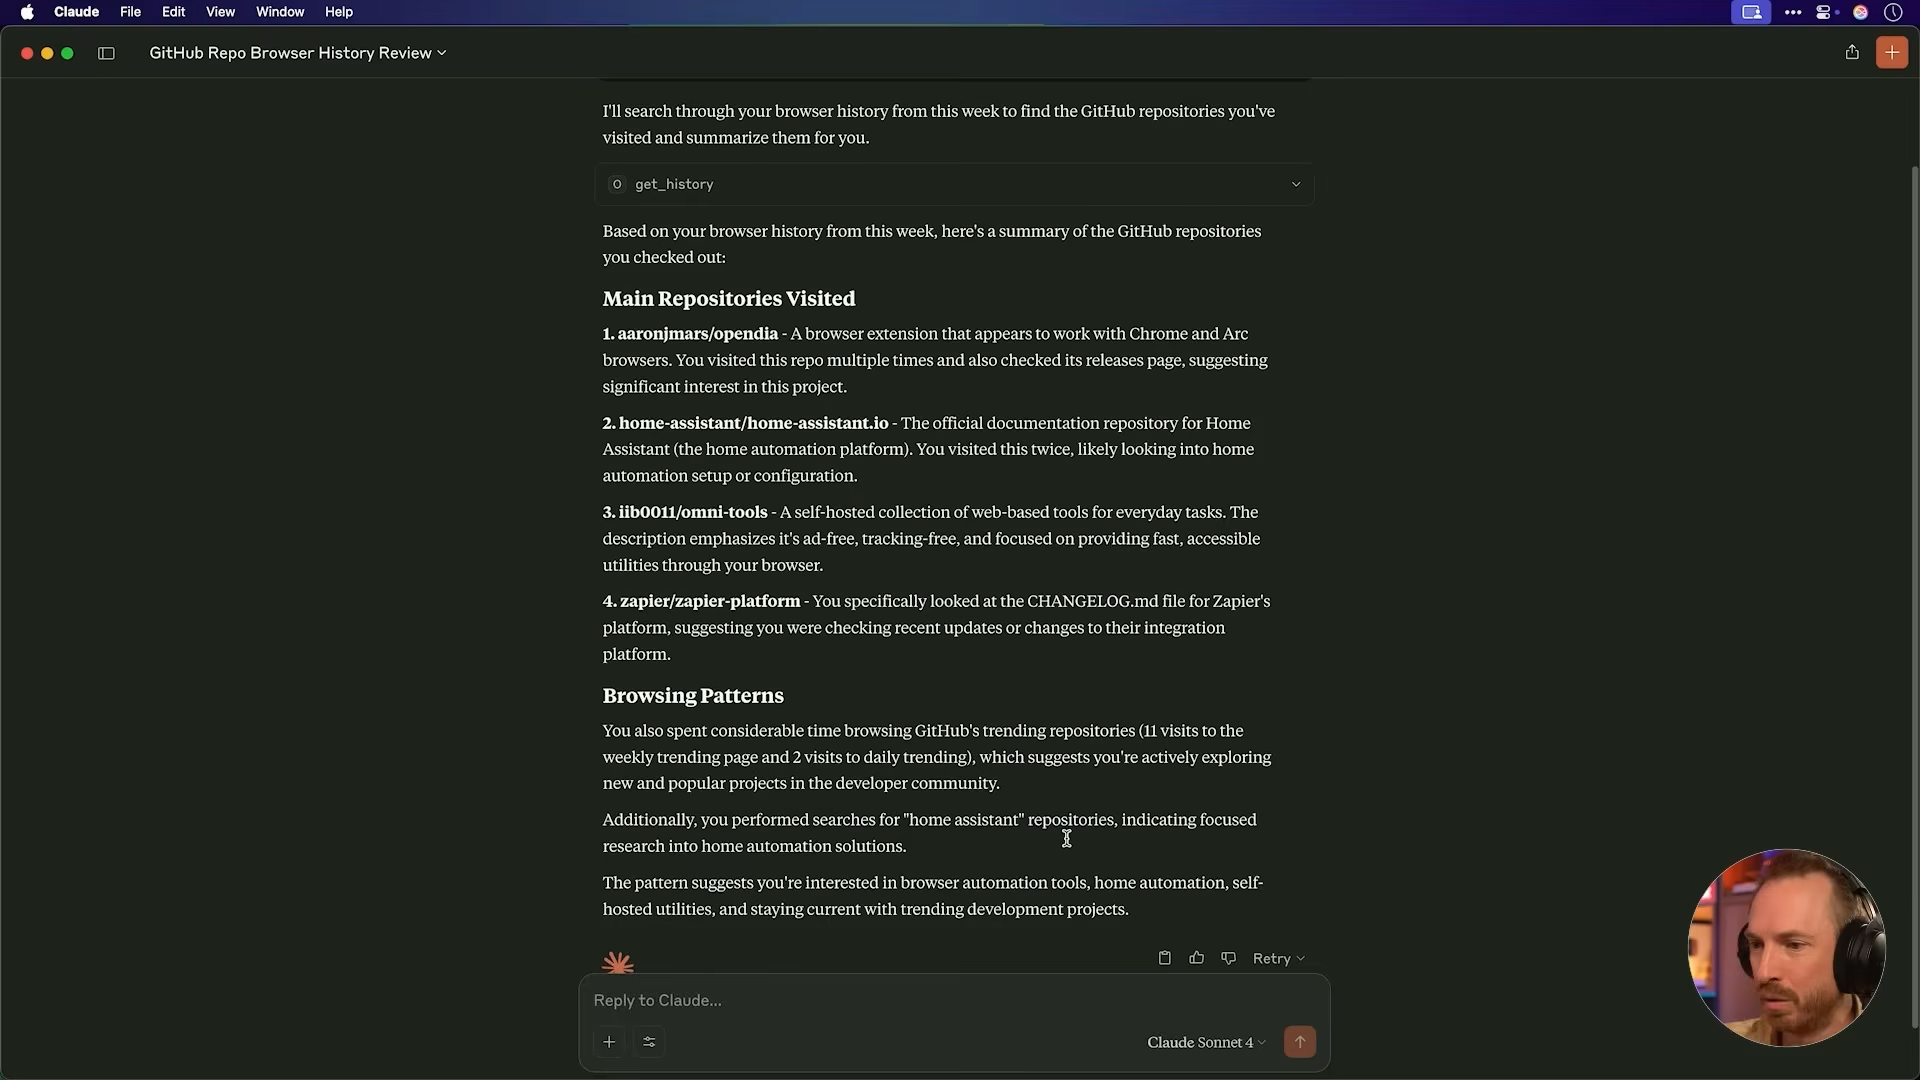 Claude File Edit View Window Help
GitHub Repo Browser History Review
I'll search through your browser history from this week to find the GitHub repositories you've
visited and summarize them for you.
O get_history
Based on your browser history from this week, here's a summary of the GitHub repositories
you checked out:
Main Repositories Visited
1. aaronjmars/opendia - A browser extension that appears to work with Chrome and Arc
browsers. You visited this repo multiple times and also checked its releases page, suggesting
significant interest in this project.
2. home-assistant/home-assistant.io - The official documentation repository for Home
Assistant (the home automation platform). You visited this twice, likely looking into home
automation setup or configuration.
3. iib0011/omni-tools - A self-hosted collection of web-based tools for everyday tasks. The
description emphasizes it's ad-free, tracking-free, and focused on providing fast, accessible
utilities through your browser.
4. zapier/zapier-platform - You specifically looked at the CHANGELOG.md file for Zapier's
platform, suggesting you were checking recent updates or changes to their integration
platform.
Browsing Patterns
You also spent considerable time browsing GitHub's trending repositories (11 visits to the
weekly trending page and 2 visits to daily trending), which suggests you're actively exploring
new and popular projects in the developer community.
Additionally, you performed searches for "home assistant" repositories, indicating focused
research into home automation solutions.
The pattern suggests you're interested in browser automation tools, home automation, self-
hosted utilities, and staying current with trending development projects.
Retry
Reply to Claude...
Claude Sonnet 4